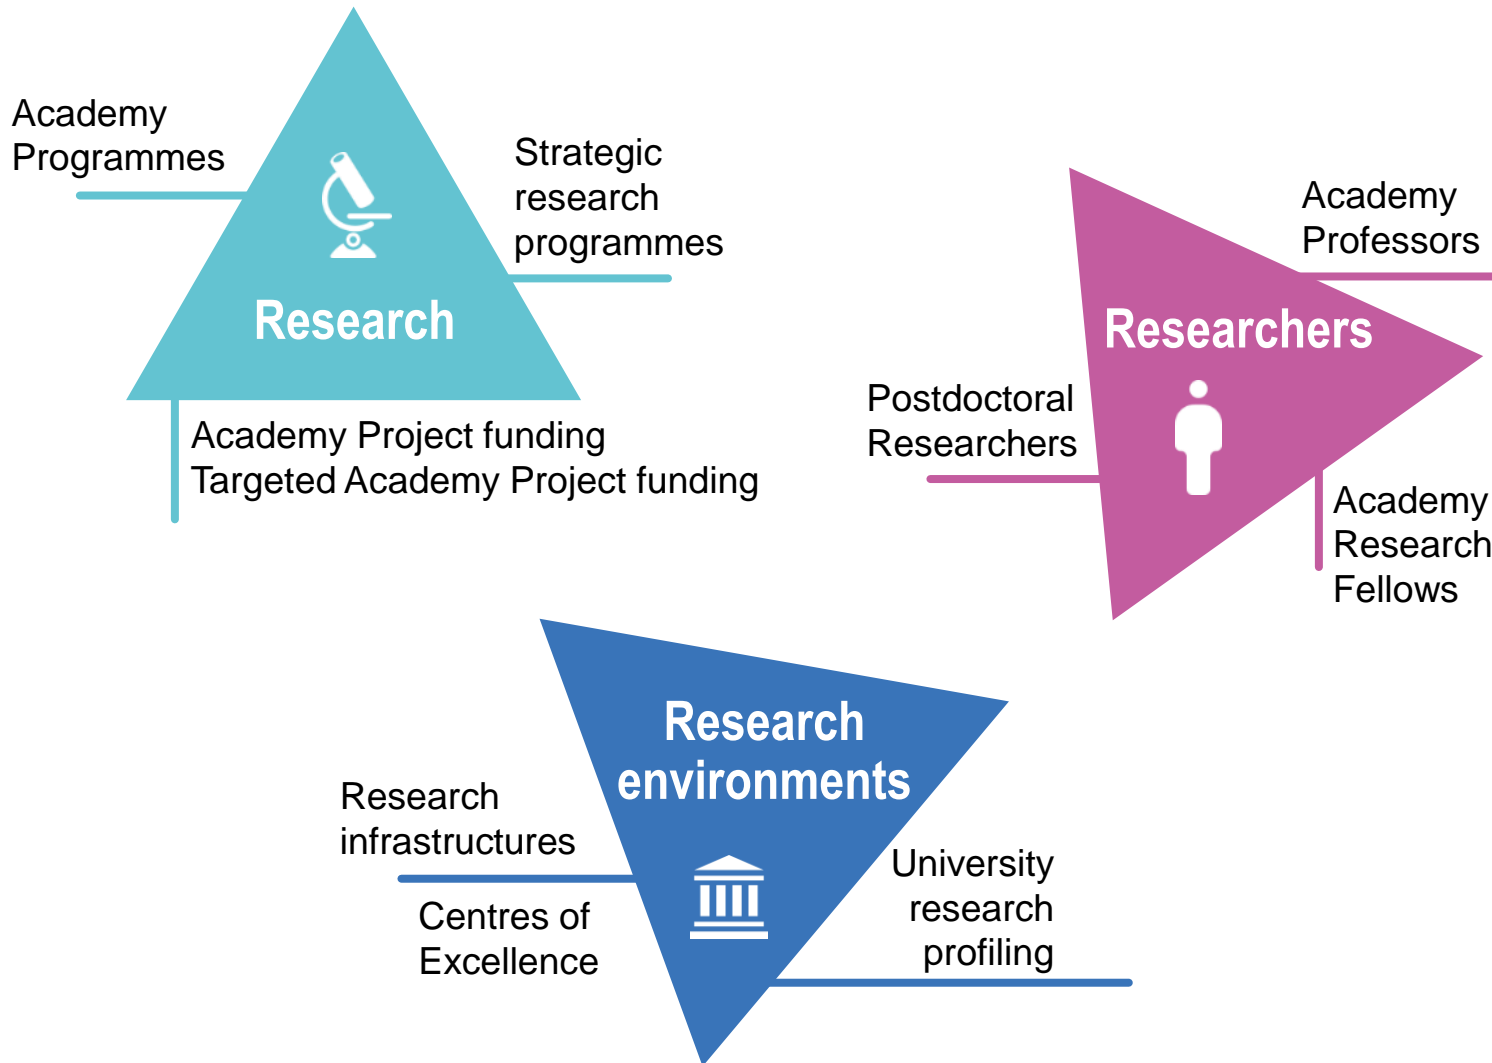 Academy
Programmes
Strategic
research
programmes
Research
Academy Project funding
Targeted Academy Project funding
Academy
Professors
Researchers
Postdoctoral
Researchers
Academy
Research
Fellows
Research
environments
Research
infrastructures
Centres of
Excellence
University
research
profiling